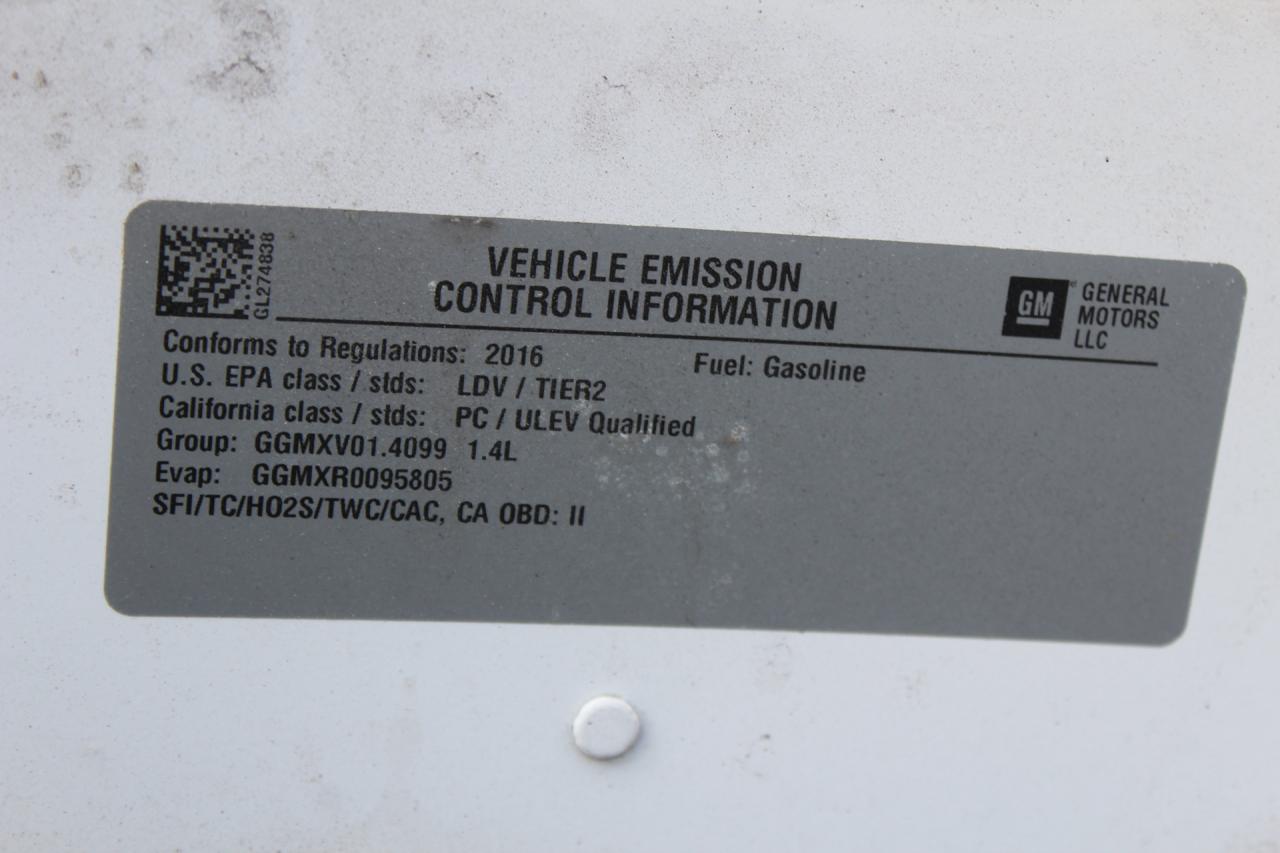 GL274838
VEHICLE EMISSION
CONTROL INFORMATION
GM
GENERAL
MOTORS
LLC
Conforms to Regulations: 2016 Fuel: Gasoline
U.S. EPA class / stds: LDV / TIER2
California class / stds: PC / ULEV Qualified
Group: GGMXV01.4099 1.4L
Evap: GGMXR0095805
SFI/TC/HO2S/TWC/CAC, CA OBD: II